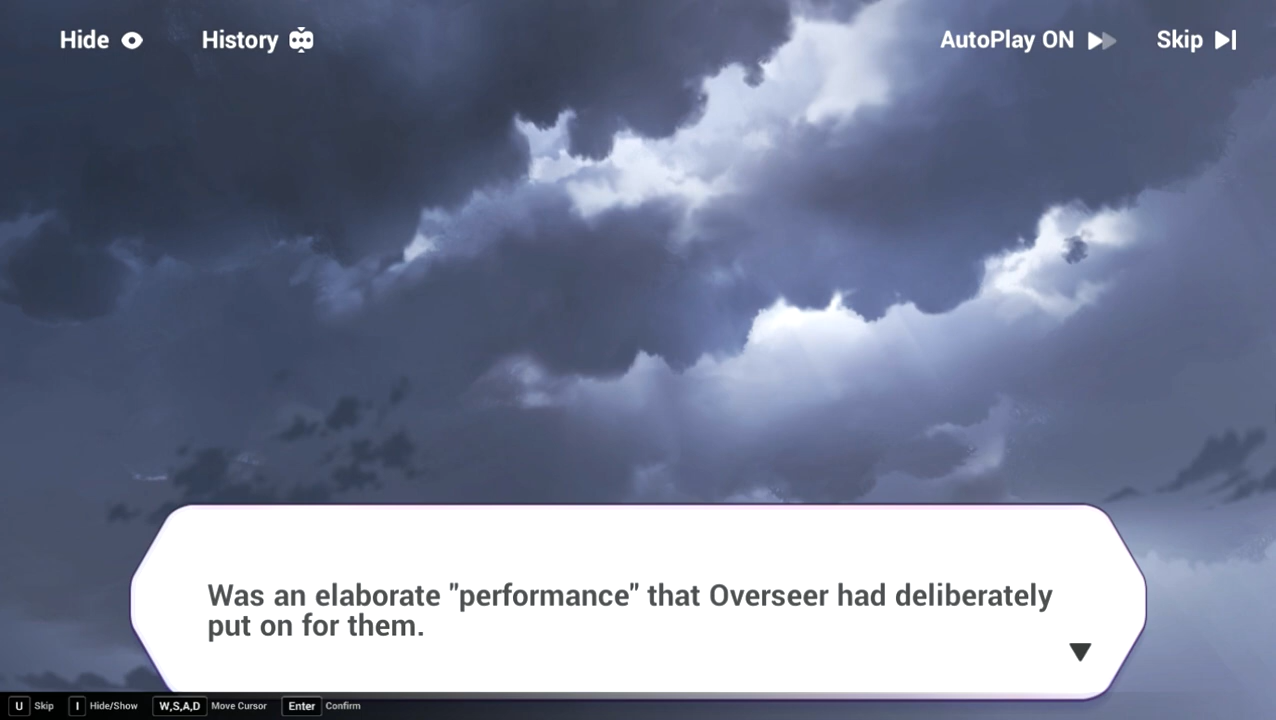 Hide
History
AutoPlay ON
Skip
Was an elaborate "performance" that Overseer had deliberately
put on for them.
U Skip I Hide/Show W,S,A,D Move Cursor Enter Confirm